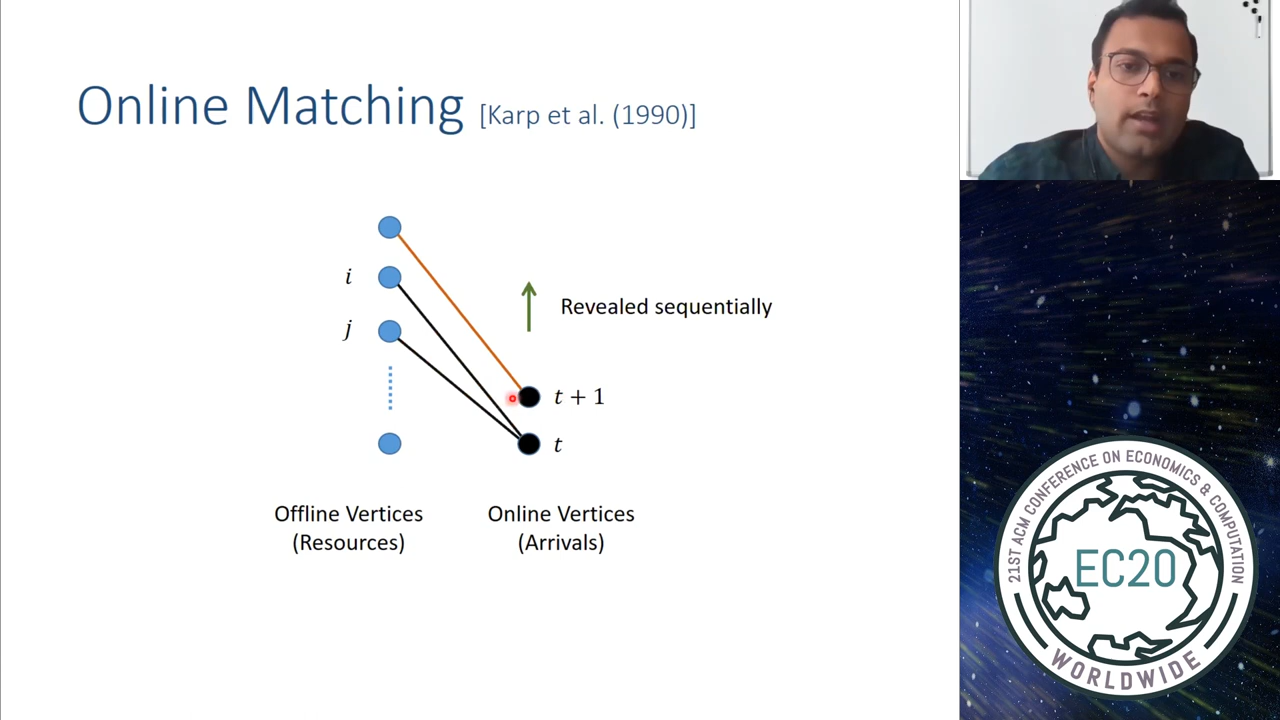 Online Matching [Karp et al. (1990)]
i
j
Revealed sequentially
t + 1
t
Offline Vertices
(Resources)
Online Vertices
(Arrivals)
21ST ACM CONFERENCE ON ECONOMICS & COMPUTATION
EC20
WORLDWIDE